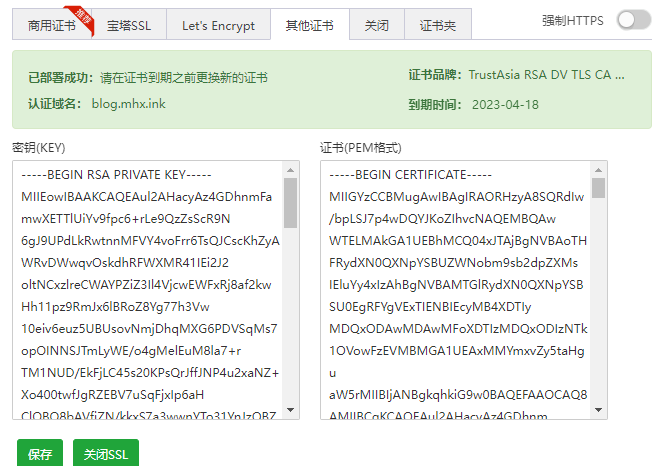 商用证书 推荐 宝塔SSL Let's Encrypt 其他证书 关闭 证书夹 强制HTTPS
已部署成功：请在证书到期之前更换新的证书 证书品牌：TrustAsia RSA DV TLS CA ...
认证域名： blog.mhx.ink 到期时间： 2023-04-18
密钥(KEY) 证书(PEM格式)
-----BEGIN RSA PRIVATE KEY-----
MIIEowIBAAKCAQEAul2AHacyAz4GDhnmFa
mwXETTlUiYv9fpc6+rLe9QzZsScR9N
6gJ9UPdLkRwtnnMFVY4voFrr6TsQJCscKhZyA
WRvDWwqvOskdhRFWXMR41IEi2J2
oltNCxzlreCWAYPZiZ3Il4VjcwEWFxRj8af2kw
Hh11pz9RmJx6lBRoZ8Yg77h3Vw
10eiv6euz5UBUsovNmjDhqMXG6PDVSqMs7
opOINNSJTmLyWE/o4gMelEuM8la7+r
TM1NUD/EkFjLC45s20KPsQrJffJNP4u2xaNZ+
Xo400twfJgRZEBV7uSqFjxIp6aH
-----BEGIN CERTIFICATE-----
MIIGYzCCBMugAwIBAgIRAORHzyA8SQRdIw
/bpLSJ7p4wDQYJKoZIhvcNAQEMBQAw
WTELMAkGA1UEBhMCQ04xJTAjBgNVBAoTH
FRydXN0QXNpYSBUZWNobm9sb2dpZXMs
IEluYy4xIzAhBgNVBAMTGlRydXN0QXNpYSB
SU0EgRFYgVExTIENBIEcyMB4XDTIy
MDQxODAwMDAwMFoXDTIzMDQxODIzNTk
1OVowFzEVMBMGA1UEAxMMYmxvZy5taHg
u
aW5rMIIBIjANBgkqhkiG9w0BAQEFAAOCAQ8
AMIIBCgKCAQEAul2AHacyAz4GDhnm
保存 关闭SSL